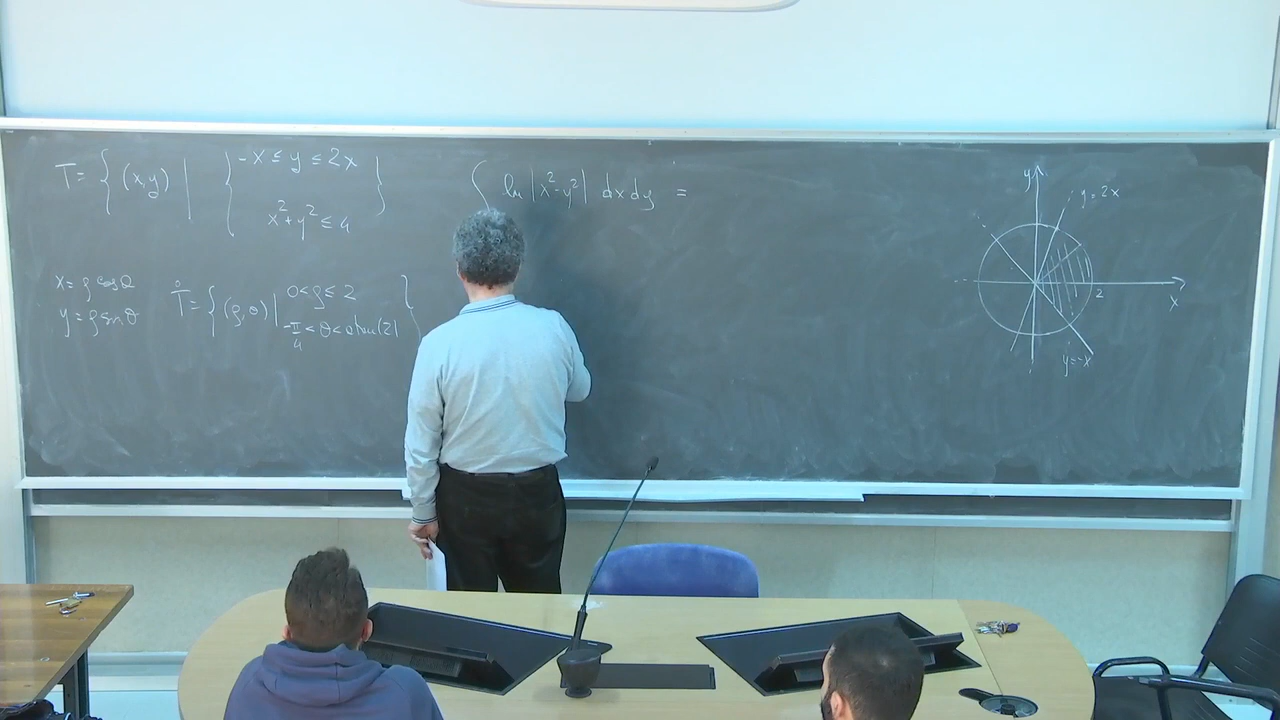 T = { (x,y) | { -x ≤ y ≤ 2x
x²+y² ≤ 4 }
∫ ln|x²-y²| dx dy =
x = ρ cos θ
y = ρ sin θ
T = { (ρ,θ) | 0 < ρ ≤ 2
-π/4 < θ < atan(2) }
y
y = 2x
2
x
y = -x